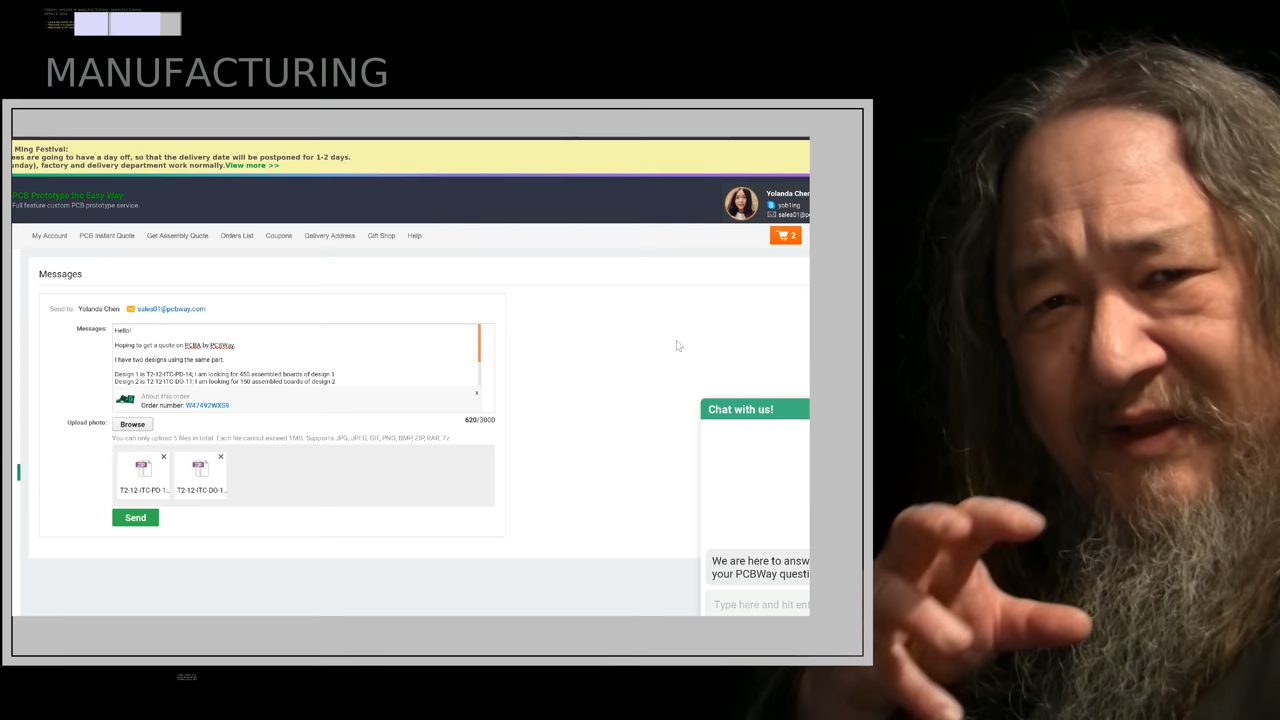 MANUFACTURING
Ming Festival:
ees are going to have a day off, so that the delivery date will be postponed for 1-2 days.
unday), factory and delivery department work normally.View more >>
PCB Prototype the Easy Way
Full feature custom PCB prototype service.
Yolanda Chen
yob1ing
sales01@p
My Account PCB Instant Quote Get Assembly Quote Orders List Coupons Delivery Address Gift Shop Help
2
Messages
Send to: Yolanda Chen sales01@pcbway.com
Messages:
Hello!
Hoping to get a quote on PCBA by PCBWay.
I have two designs using the same part.
Design 1 is T2-12-ITC-PD-14; I am looking for 450 assembled boards of design 1
Design 2 is T2-12-ITC-DO-11; I am looking for 150 assembled boards of design 2
About this order
x
Order number: W47492WXS9
620/3000
Upload photo: Browse
You can only upload 5 files in total. Each file cannot exceed 1MB. Supports JPG, JPEG, GIF, PNG, BMP, ZIP, RAR, 7z
ZIP ZIP
T2-12-ITC-PD-1... T2-12-ITC-DO-1...
Send
Chat with us!
We are here to answ
your PCBWay questi
Type here and hit ent